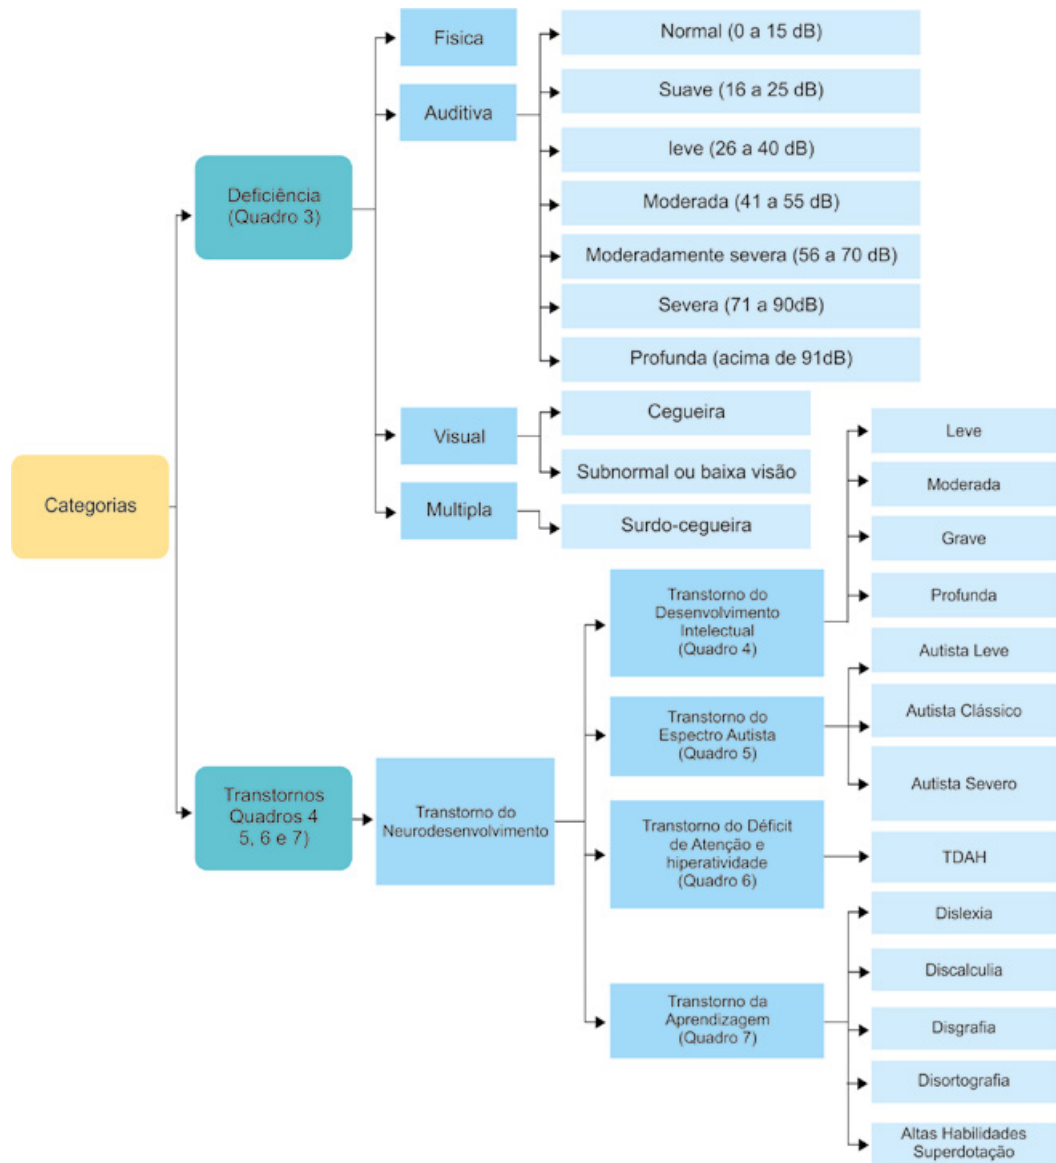 Categorias
Deficiência
(Quadro 3)
Fisica
Auditiva
Normal (0 a 15 dB)
Suave (16 a 25 dB)
leve (26 a 40 dB)
Moderada (41 a 55 dB)
Moderadamente severa (56 a 70 dB)
Severa (71 a 90dB)
Profunda (acima de 91dB)
Visual
Cegueira
Subnormal ou baixa visão
Multipla
Surdo-cegueira
Transtornos
Quadros 4
5, 6 e 7)
Transtorno do
Neurodesenvolvimento
Transtorno do
Desenvolvimento
Intelectual
(Quadro 4)
Leve
Moderada
Grave
Profunda
Transtorno do
Espectro Autista
(Quadro 5)
Autista Leve
Autista Clássico
Autista Severo
Transtorno do Déficit
de Atenção e
hiperatividade
(Quadro 6)
TDAH
Transtorno da
Aprendizagem
(Quadro 7)
Dislexia
Discalculia
Disgrafia
Disortografia
Altas Habilidades
Superdotação